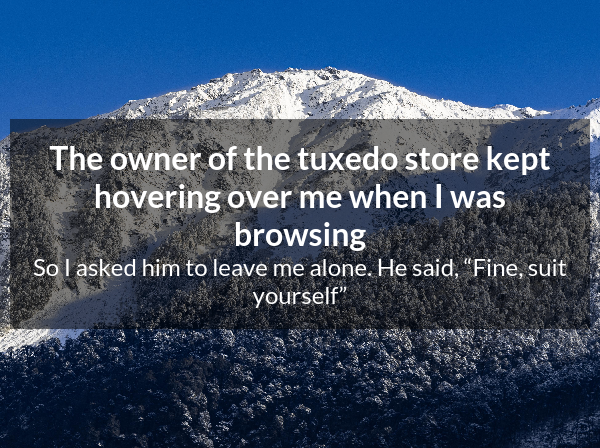 The owner of the tuxedo store kept
hovering over me when I was
browsing
So I asked him to leave me alone. He said, “Fine, suit
yourself”